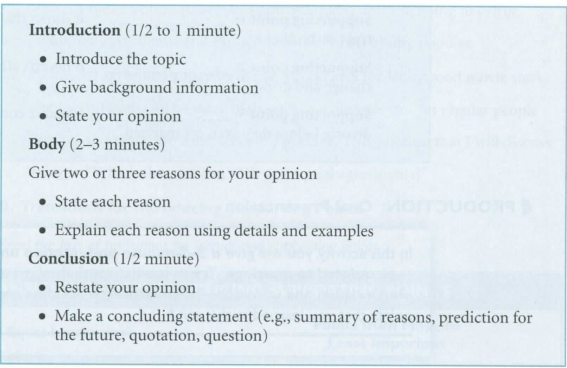 Introduction (1/2 to 1 minute)
• Introduce the topic
• Give background information
• State your opinion
Body (2–3 minutes)
Give two or three reasons for your opinion
• State each reason
• Explain each reason using details and examples
Conclusion (1/2 minute)
• Restate your opinion
• Make a concluding statement (e.g., summary of reasons, prediction for
the future, quotation, question)